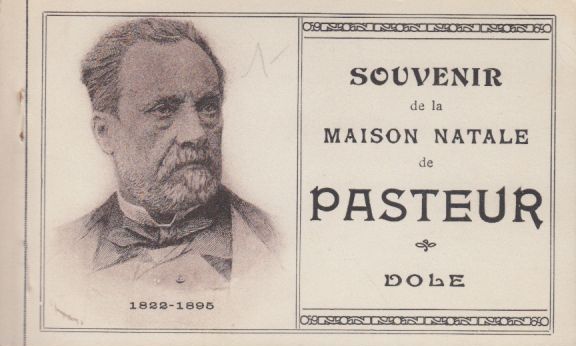 1822-1895
SOUVENIR
de la
MAISON NATALE
de
PASTEUR
DOLE